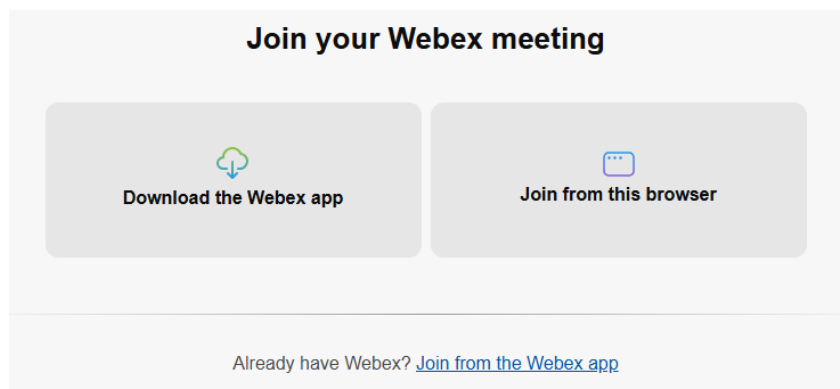 Join your Webex meeting
Download the Webex app
Join from this browser
Already have Webex? Join from the Webex app